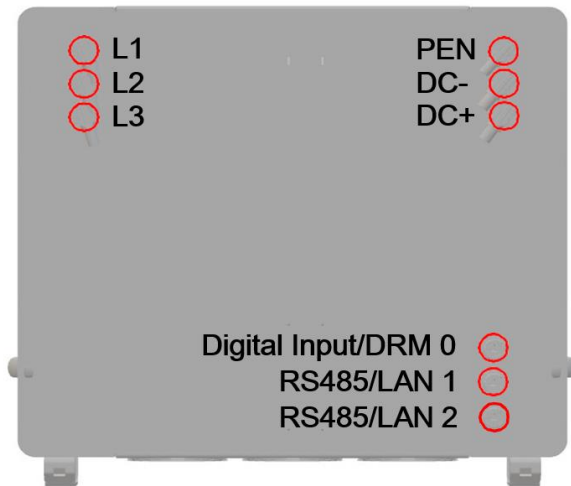 L1
L2
L3
PEN
DC-
DC+
Digital Input/DRM 0
RS485/LAN 1
RS485/LAN 2